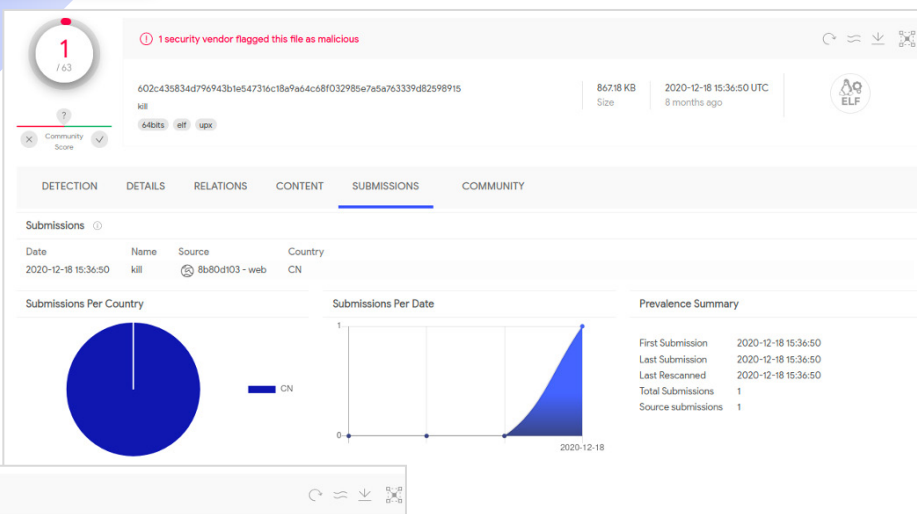 1
/ 63
1 security vendor flagged this file as malicious
602c435834d796943b1e547316c18a9a64c68f032985e7a5a763339d82598915
kill
64bits elf upx
867.18 KB
Size
2020-12-18 15:36:50 UTC
8 months ago
ELF
?
Community
Score
DETECTION DETAILS RELATIONS CONTENT SUBMISSIONS COMMUNITY
Submissions
Date Name Source Country
2020-12-18 15:36:50 kill 8b80d103 - web CN
Submissions Per Country
CN
Submissions Per Date
1
0
2020-12-18
Prevalence Summary
First Submission 2020-12-18 15:36:50
Last Submission 2020-12-18 15:36:50
Last Rescanned 2020-12-18 15:36:50
Total Submissions 1
Source submissions 1